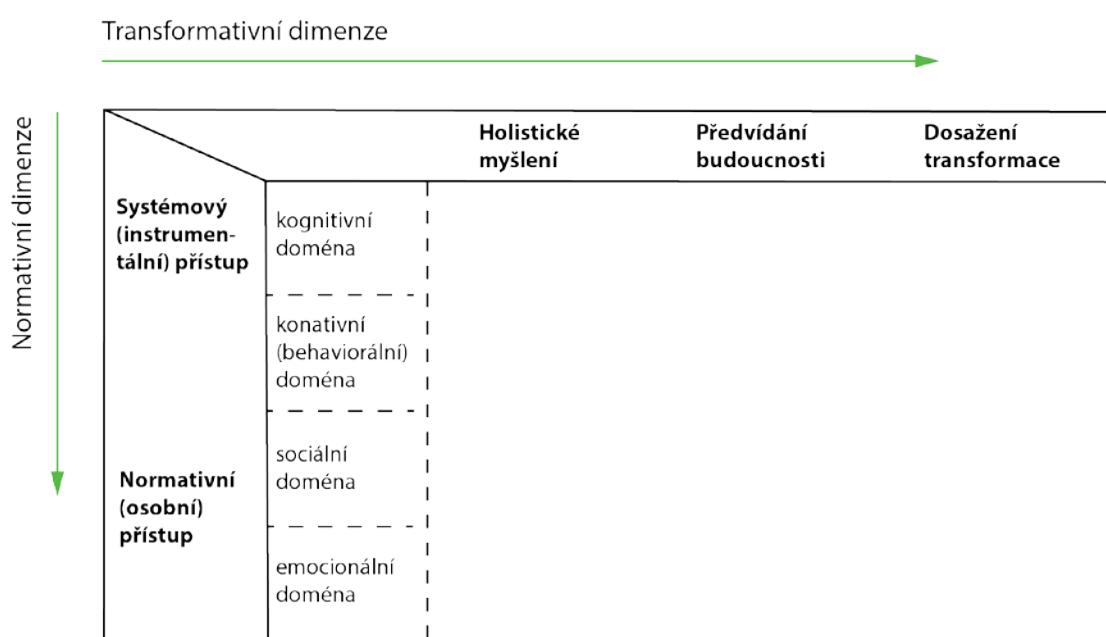 Transformativní dimenze
Normativní dimenze
Holistické
myšlení
Předvídání
budoucnosti
Dosažení
transformace
Systémový
(instrumen-
tální) přístup
kognitivní
doména
konativní
(behaviorální)
doména
Normativní
(osobní)
přístup
sociální
doména
emocionální
doména